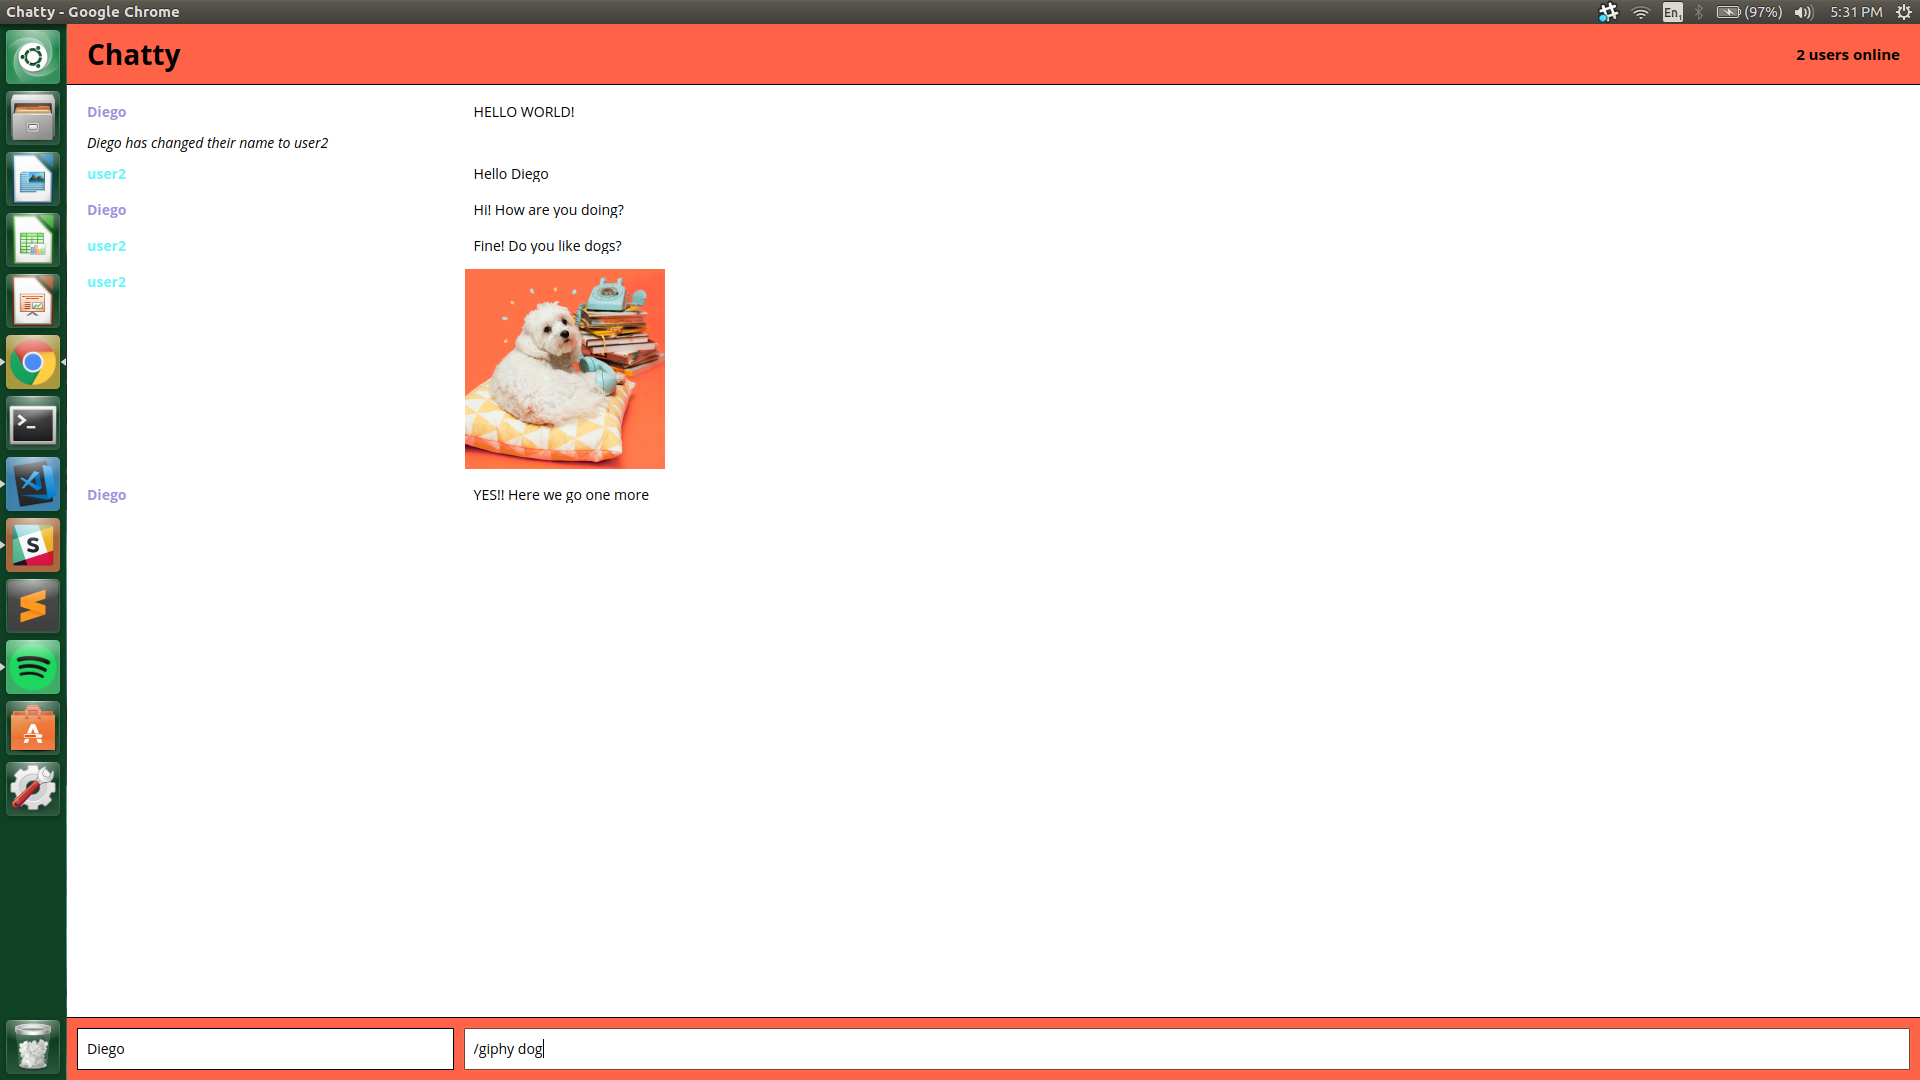 Chatty - Google Chrome
En1 (97%) 5:31 PM
Chatty
2 users online
Diego HELLO WORLD!
Diego has changed their name to user2
user2 Hello Diego
Diego Hi! How are you doing?
user2 Fine! Do you like dogs?
user2
Diego YES!! Here we go one more
S
Diego /giphy dog